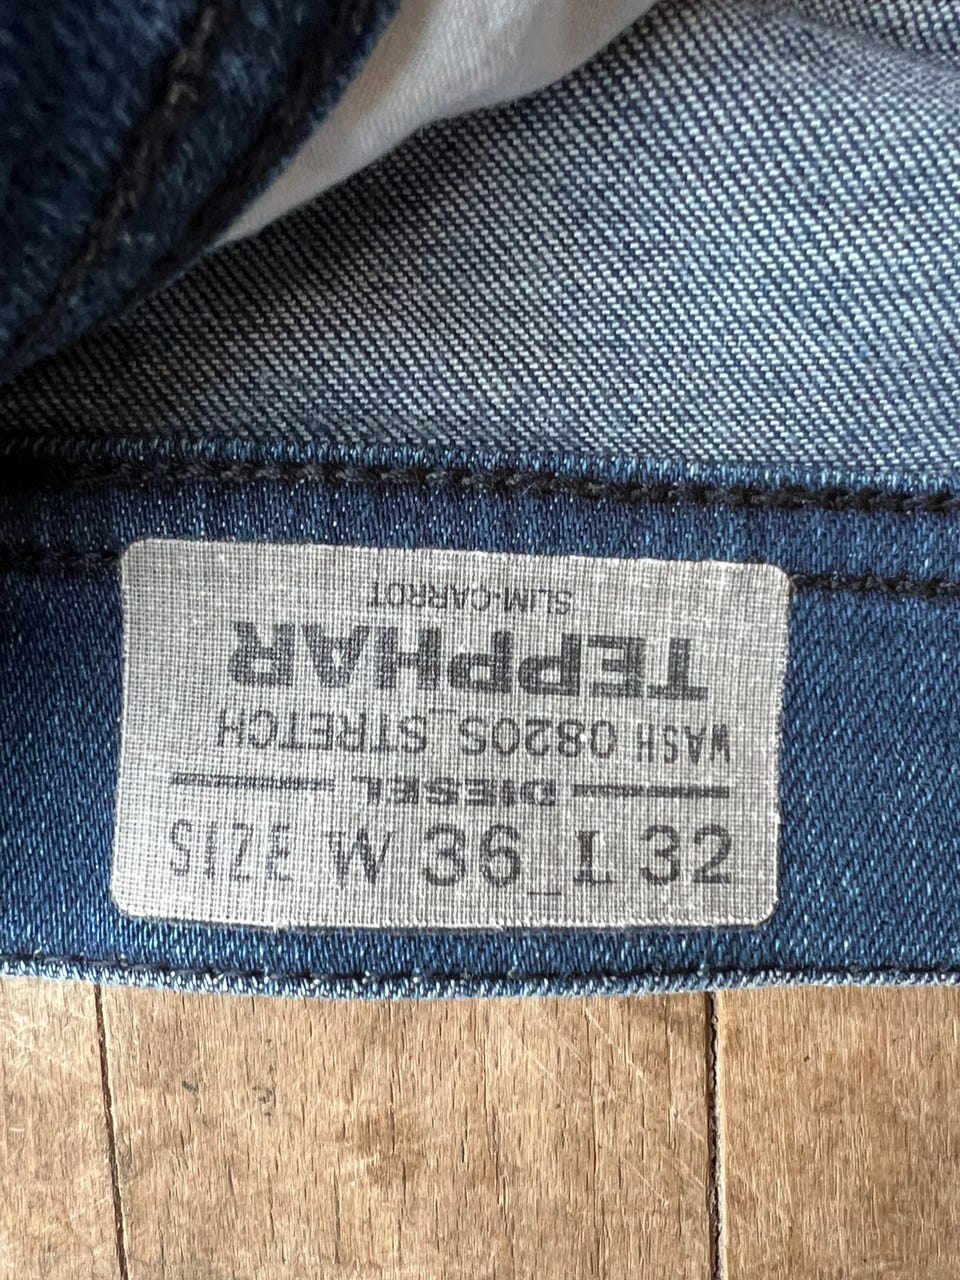 SLIM-CARROT
TEPPHAR
WASH 0820S_STRETCH
DIESEL
SIZE W 36_L 32